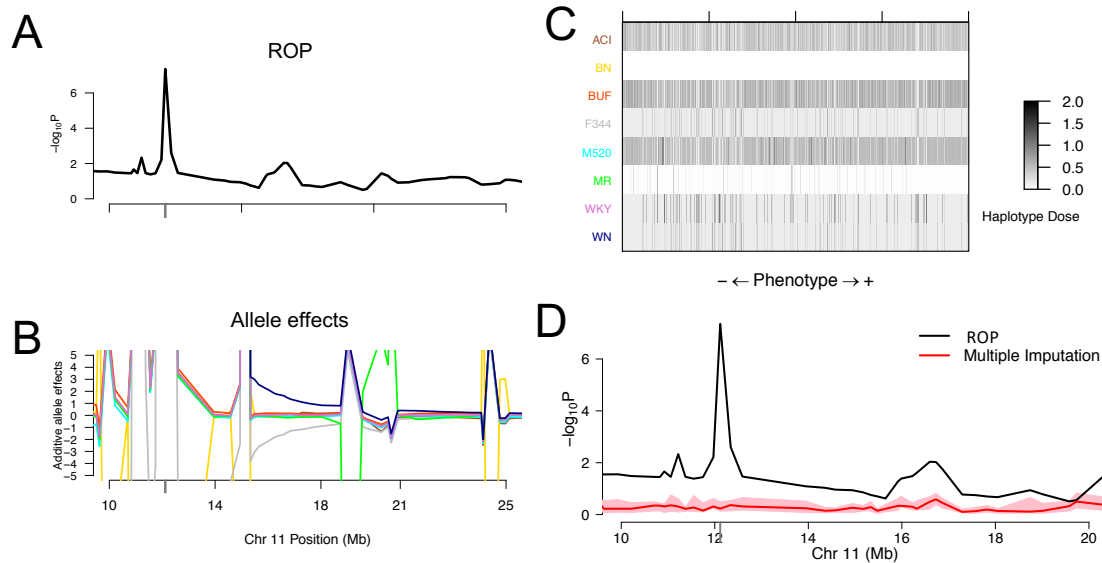 A
ROP
−log10P
6
4
2
0
B
Allele effects
Additive allele effects
5
4
3
2
1
0
−1
−2
−3
−4
−5
10
14
18
21
25
Chr 11 Position (Mb)
C
ACI
BN
BUF
F344
M520
MR
WKY
WN
− ← Phenotype → +
2.0
1.5
1.0
0.5
0.0
Haplotype Dose
D
ROP
Multiple Imputation
−log10P
6
4
2
0
10
12
14
16
18
20
Chr 11 (Mb)